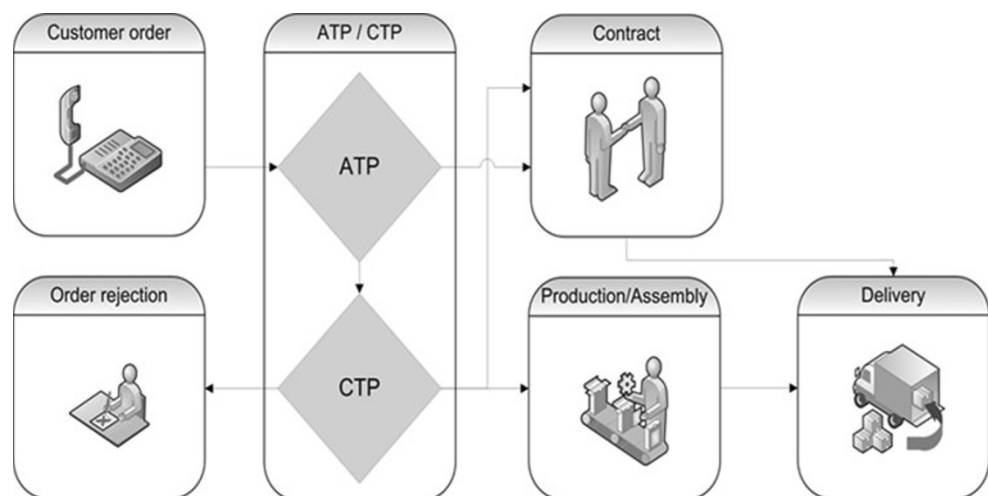 Customer order
ATP / CTP
Contract
ATP
Order rejection
CTP
Production/Assembly
Delivery